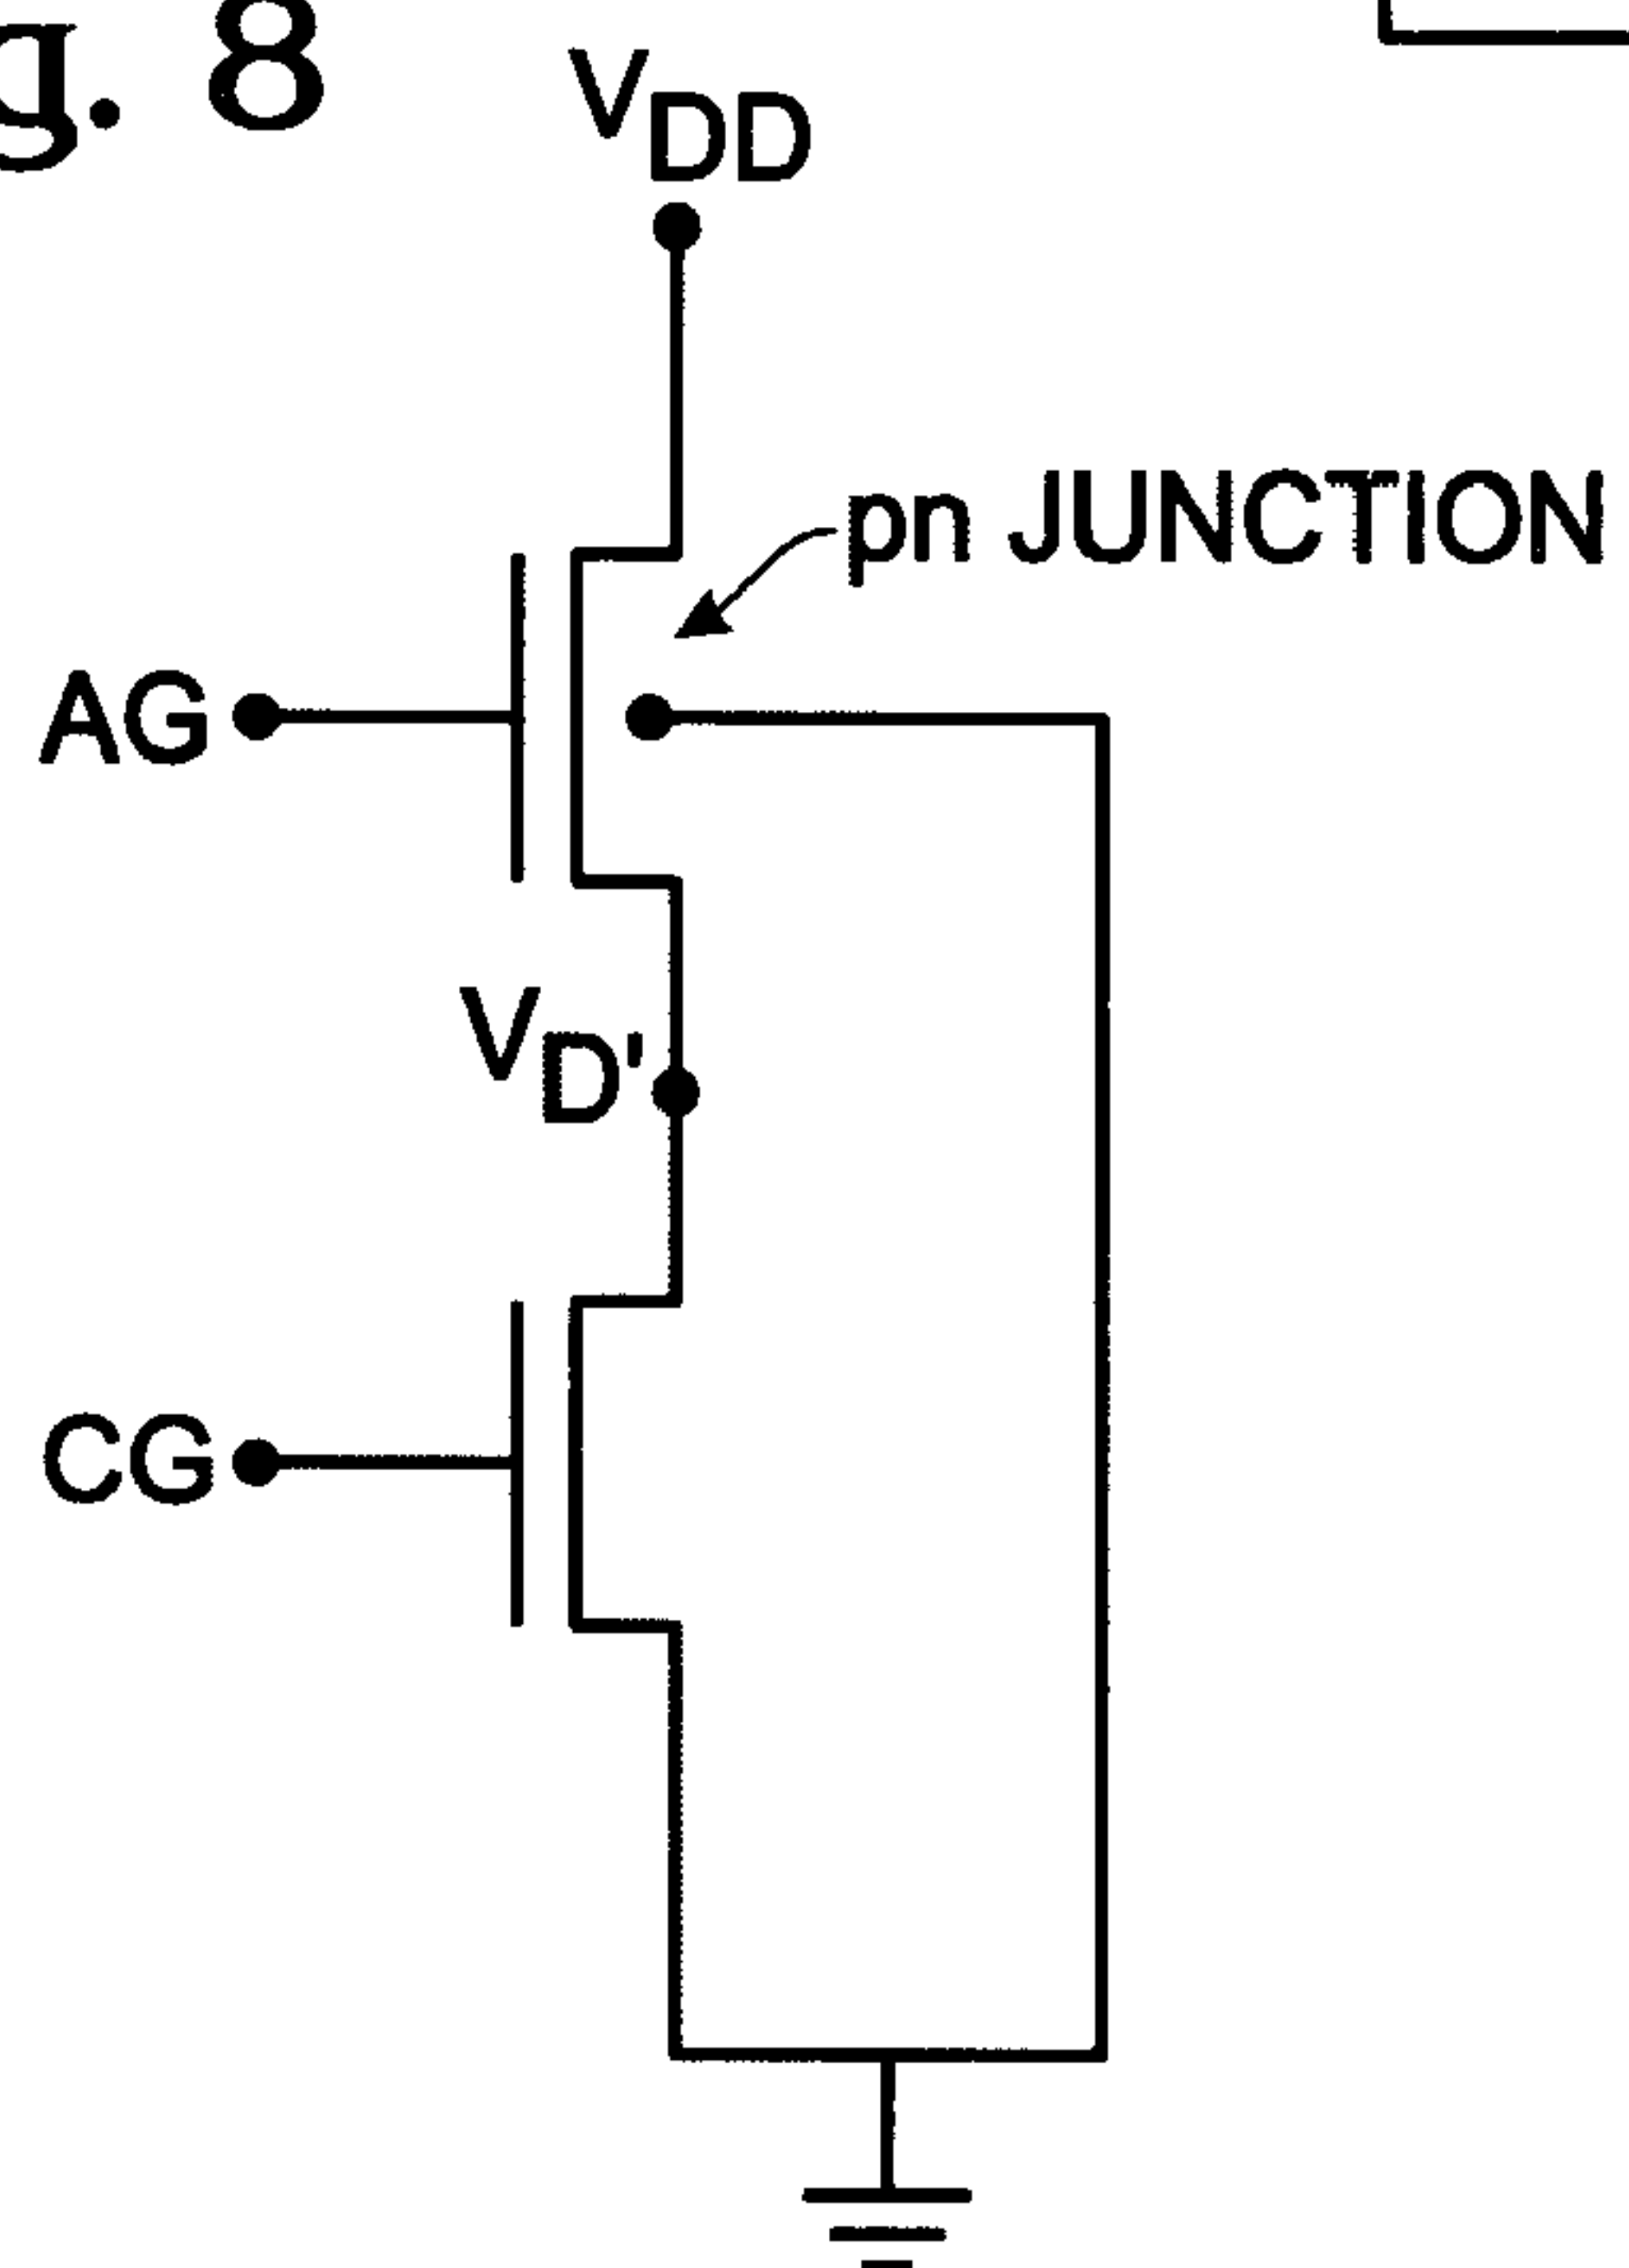 g. 8
VDD
pn JUNCTION
AG
VD'
CG